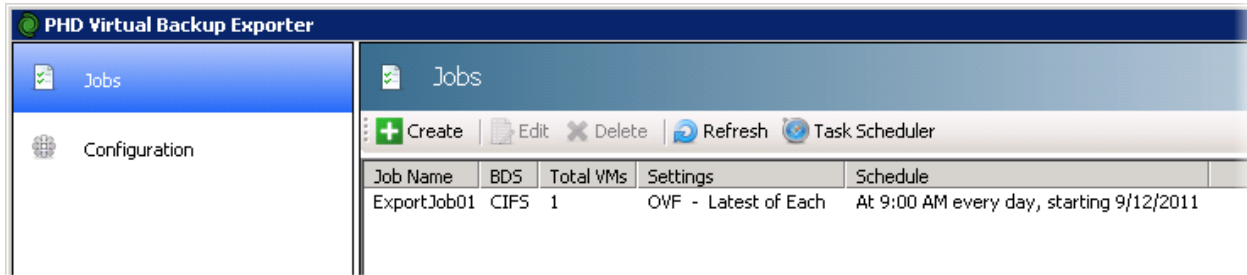 PHD Virtual Backup Exporter
Jobs
Configuration
Jobs
Create Edit Delete Refresh Task Scheduler
Job Name BDS Total VMs Settings Schedule
ExportJob01 CIFS 1 OVF - Latest of Each At 9:00 AM every day, starting 9/12/2011